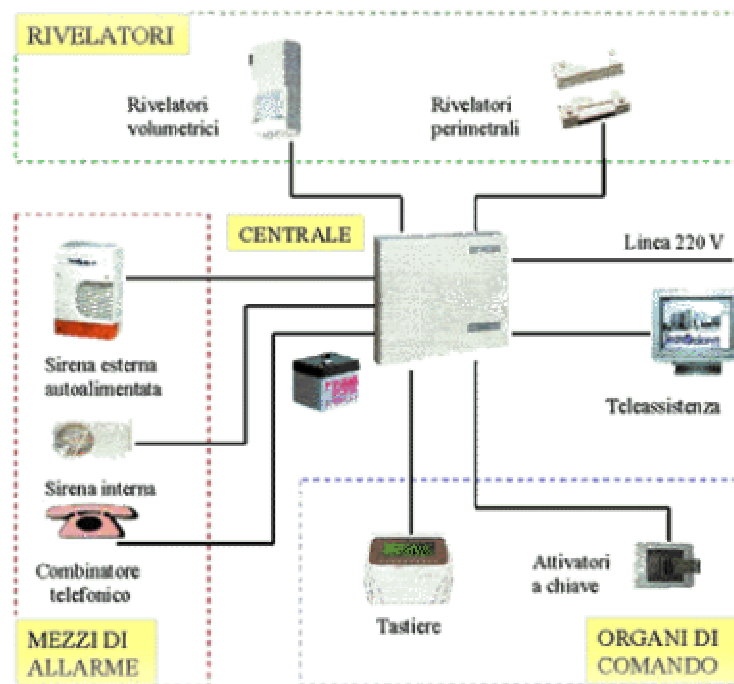 RIVELATORI
Rivelatori
volumetrici
Rivelatori
perimetrali
CENTRALE
Linea 220 V
Sirena esterna
autoalimentata
Teleassistenza
Sirena interna
Combinatore
telefonico
Tastiere
Attivatori
a chiave
MEZZI DI
ALLARME
ORGANI DI
COMANDO